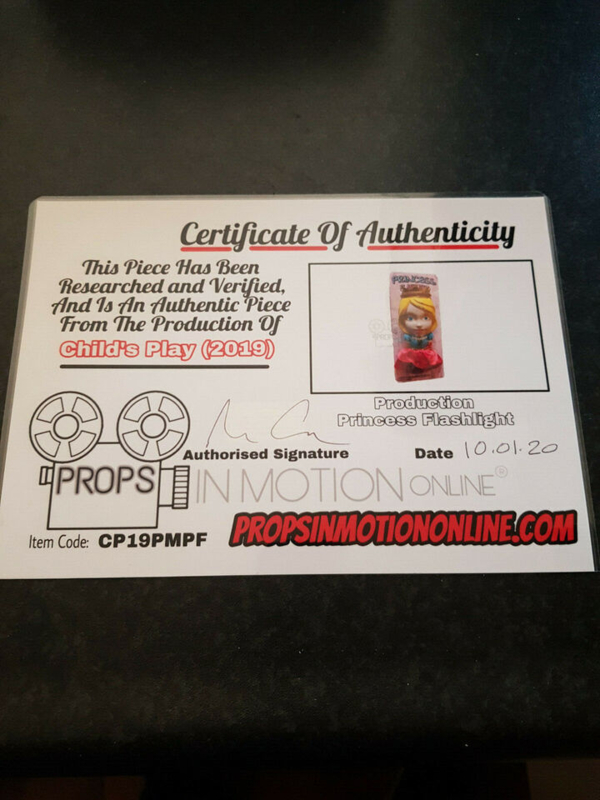 Certificate Of Authenticity
This Piece Has Been
Researched and Verified,
And Is An Authentic Piece
From The Production Of
Child's Play (2019)
PRINCESS
Production
Princess Flashlight
Authorised Signature
Date 10.01.20
PROPS IN MOTION ONLINE®
Item Code: CP19PMPF
PROPSINMOTIONONLINE.COM